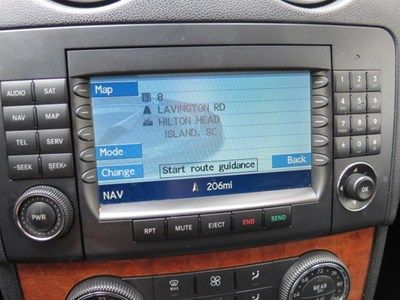 Map
8
LAVINGTON RD
HILTON HEAD
ISLAND, SC
Mode
Change
Start route guidance
Back
NAV
206mi
AUDIO SAT
NAV MAP
TEL SERV
-SEEK SEEK+
PWR
RPT MUTE EJECT END SEND
1 2 3
4 5 6
7 8 9
* 0 #
OK
MAX
REAR